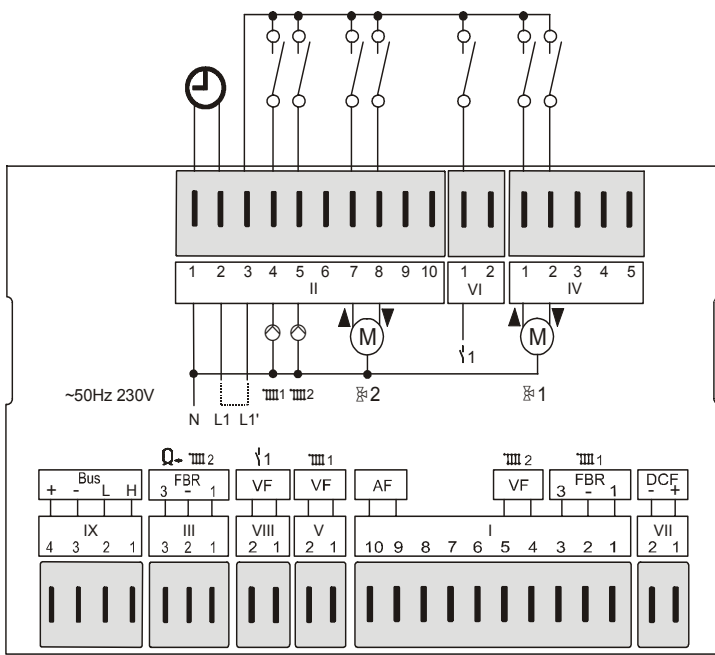 1 2 3 4 5 6 7 8 9 10
II
1 2
VI
1 2 3 4 5
IV
M
M
1
1 2
2
1
~50Hz 230V
N L1 L1'
2
1
1
2
1
Bus
+ - L H
FBR
3 - 1
VF
VF
AF
VF
FBR
3 - 1
DCF
- +
IX
4 3 2 1
III
3 2 1
VIII
2 1
V
2 1
I
10 9 8 7 6 5 4 3 2 1
VII
2 1